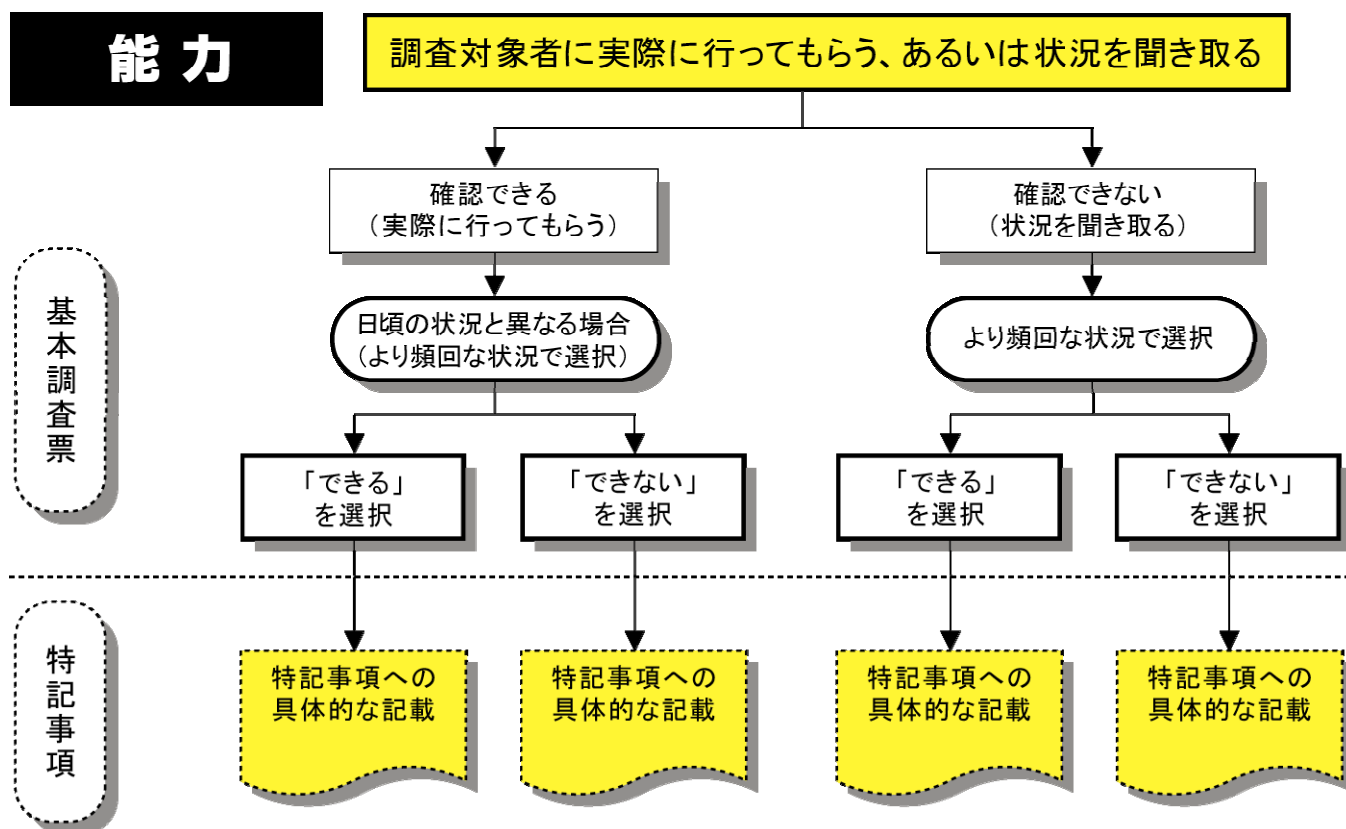 能力
調査対象者に実際に行ってもらう、あるいは状況を聞き取る
確認できる
（実際に行ってもらう）
確認できない
（状況を聞き取る）
基本調査票
日頃の状況と異なる場合
（より頻回な状況で選択）
より頻回な状況で選択
「できる」
を選択
「できない」
を選択
「できる」
を選択
「できない」
を選択
特記事項
特記事項への
具体的な記載
特記事項への
具体的な記載
特記事項への
具体的な記載
特記事項への
具体的な記載